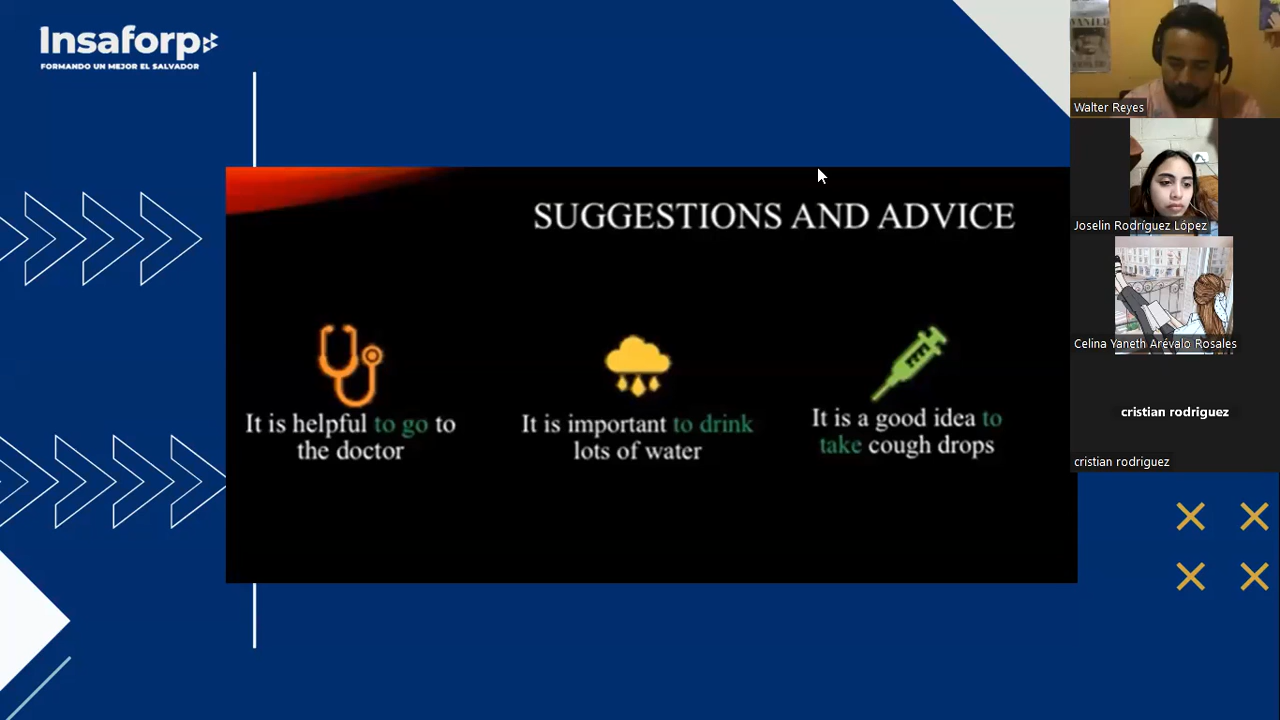 Insaforp
FORMANDO UN MEJOR EL SALVADOR
SUGGESTIONS AND ADVICE
It is helpful to go to
the doctor
It is important to drink
lots of water
It is a good idea to
take cough drops
WANTED
Walter Reyes
Joselin Rodríguez López
Celina Yaneth Arévalo Rosales
cristian rodriguez
cristian rodriguez